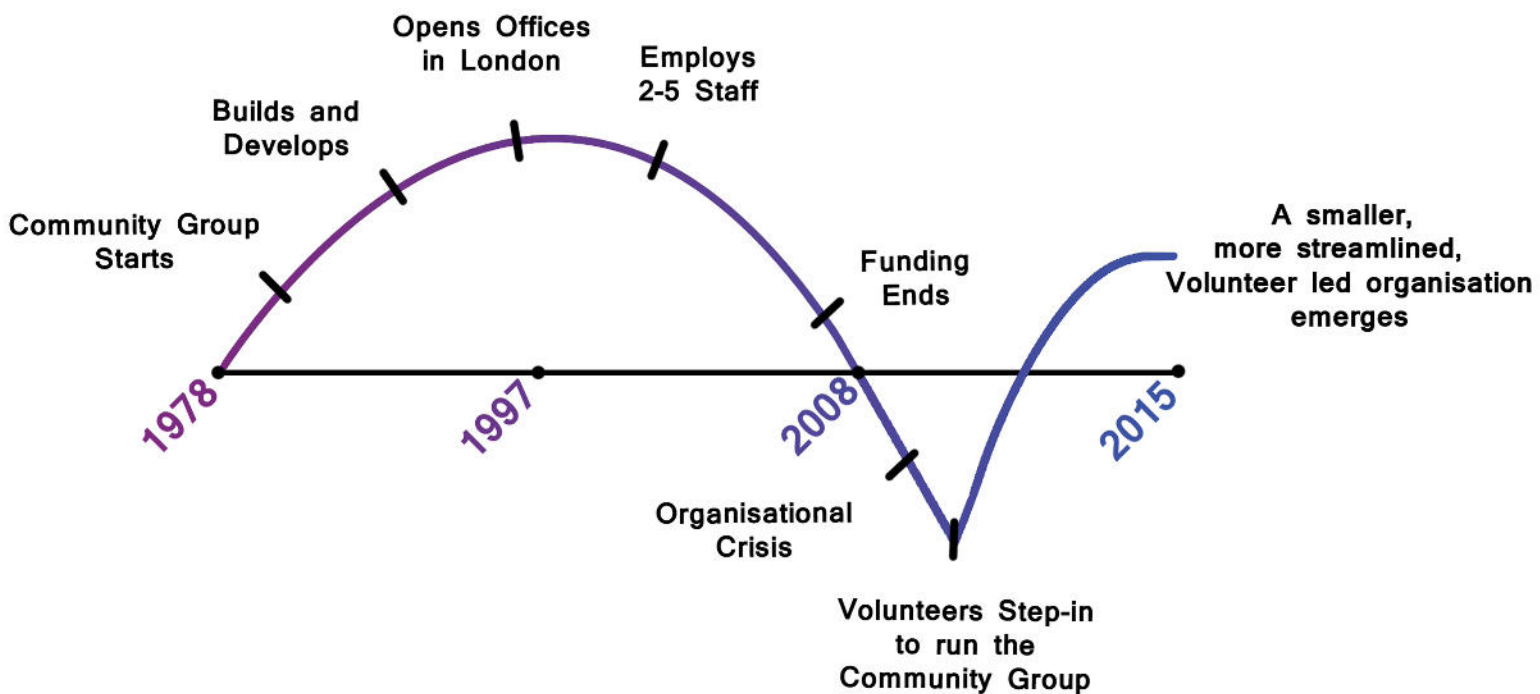 Opens Offices
in London
Employs
2-5 Staff
Builds and
Develops
Community Group
Starts
A smaller,
more streamlined,
Volunteer led organisation
emerges
Funding
Ends
1978
1997
2008
2015
Organisational
Crisis
Volunteers Step-in
to run the
Community Group